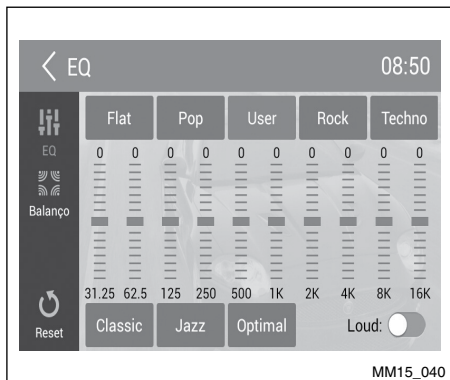 EQ 08:50
Flat Pop User Rock Techno
EQ
0 0 0 0 0 0 0 0 0 0
Balanço
31.25 62.5 125 250 500 1K 2K 4K 8K 16K
Reset
Classic Jazz Optimal Loud:
MM15_040